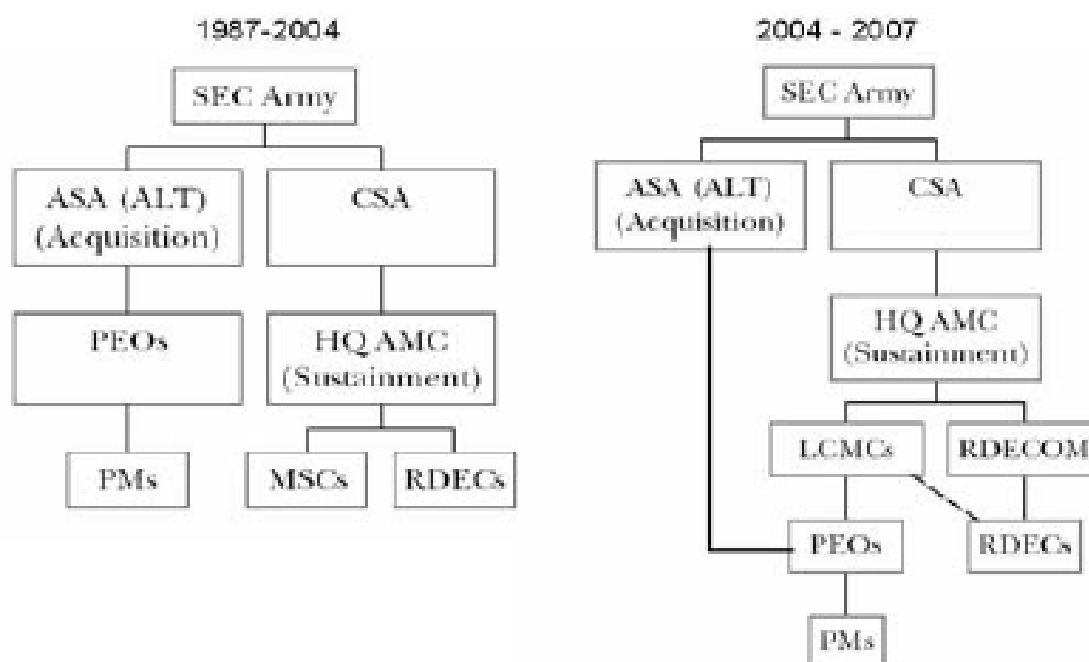 1987-2004
SEC Army
ASA (ALT)
(Acquisition)
CSA
PEOs
HQ AMC
(Sustainment)
PMs
MSCs
RDECs
2004 - 2007
SEC Army
ASA (ALT)
(Acquisition)
CSA
HQ AMC
(Sustainment)
LCMCs
RDECOM
PEOs
RDECs
PMs